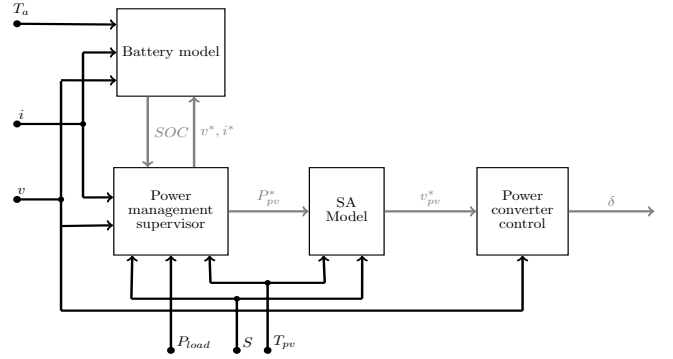 T_a
Battery model
i
SOC
v*, i*
v
Power
management
supervisor
P*_pv
SA
Model
v*_pv
Power
converter
control
δ
P_load
S
T_pv